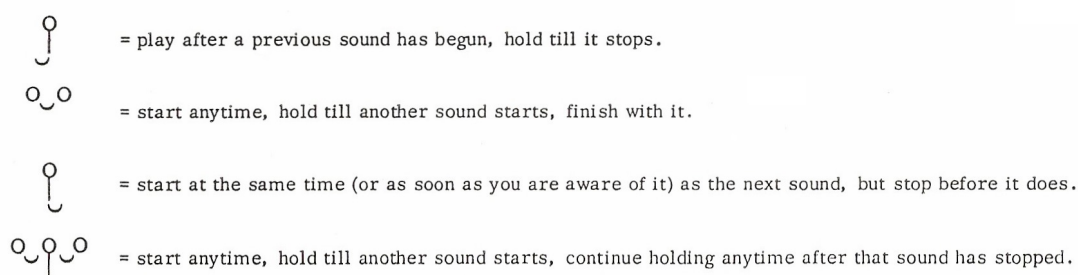 = play after a previous sound has begun, hold till it stops.
= start anytime, hold till another sound starts, finish with it.
= start at the same time (or as soon as you are aware of it) as the next sound, but stop before it does.
= start anytime, hold till another sound starts, continue holding anytime after that sound has stopped.